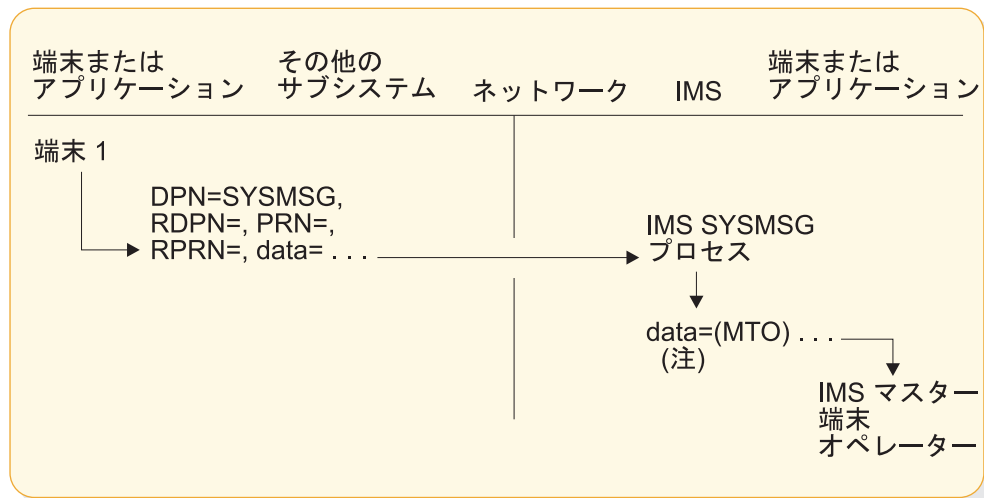 端末または
アプリケーション
その他の
サブシステム
ネットワーク
IMS
端末または
アプリケーション
端末 1
DPN=SYSMSG,
RDPN=, PRN=,
RPRN=, data= . . .
IMS SYSMSG
プロセス
data=(MTO) . . .
(注)
IMS マスター
端末
オペレーター